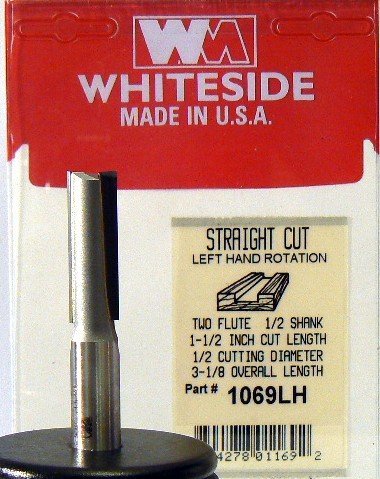 WHITESIDE
MADE IN U.S.A.
STRAIGHT CUT
LEFT HAND ROTATION
TWO FLUTE 1/2 SHANK
1-1/2 INCH CUT LENGTH
1/2 CUTTING DIAMETER
3-1/8 OVERALL LENGTH
Part # 1069LH
4278 01169 2